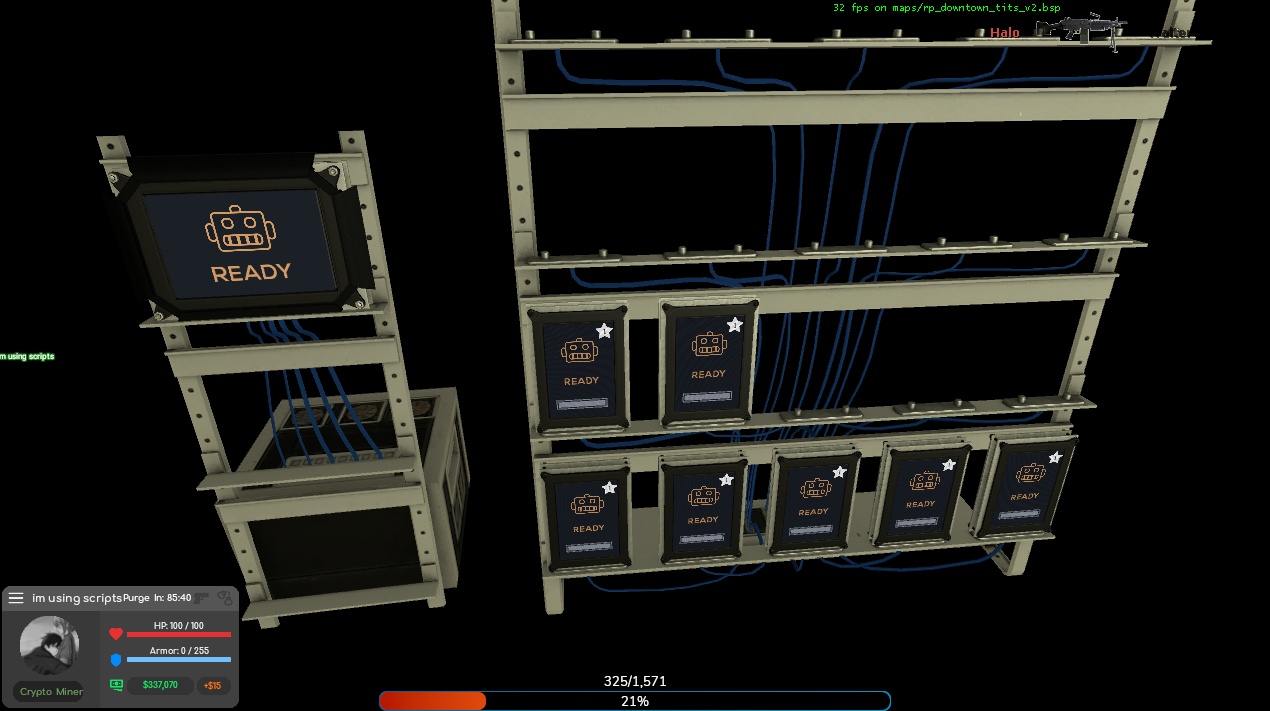 32 fps on maps/rp_downtown_tits_v2.bsp
Halo
READY
READY
READY
READY
READY
READY
READY
READY
im using scripts
im using scripts Purge In: 85:40
HP: 100 / 100
Armor: 0 / 255
$337,070 +$15
Crypto Miner
325/1,571
21%